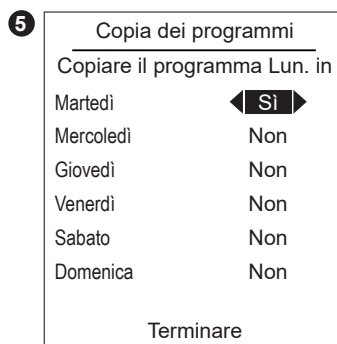 5
Copia dei programmi
Copiare il programma Lun. in
Martedì Sì
Mercoledì Non
Giovedì Non
Venerdì Non
Sabato Non
Domenica Non
Terminare